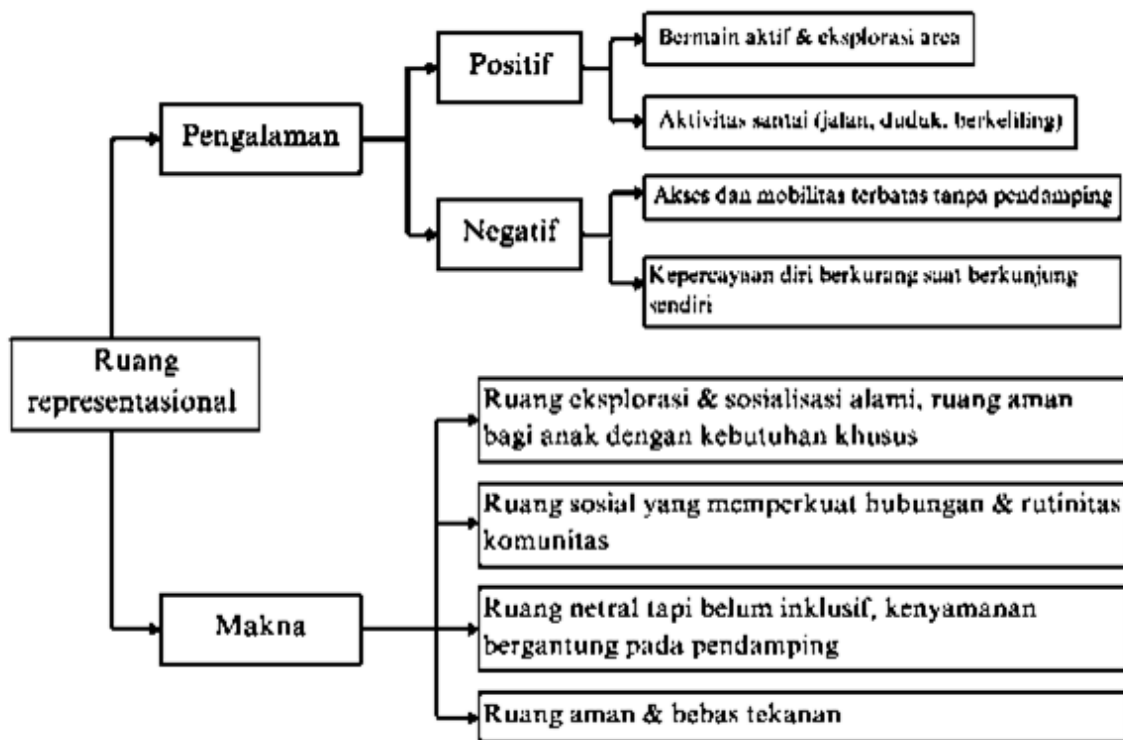 Bermain aktif & eksplorasi area
Positif
Aktivitas santai (jalan, duduk, berkeliling)
Pengalaman
Akses dan mobilitas terbatas tanpa pendamping
Negatif
Kepercayaan diri berkurang saat berkunjung
sendiri
Ruang
representasional
Ruang eksplorasi & sosialisasi alami, ruang aman
bagi anak dengan kebutuhan khusus
Ruang sosial yang memperkuat hubungan & rutinitas
komunitas
Makna
Ruang netral tapi belum inklusif, kenyamanan
bergantung pada pendamping
Ruang aman & bebas tekanan